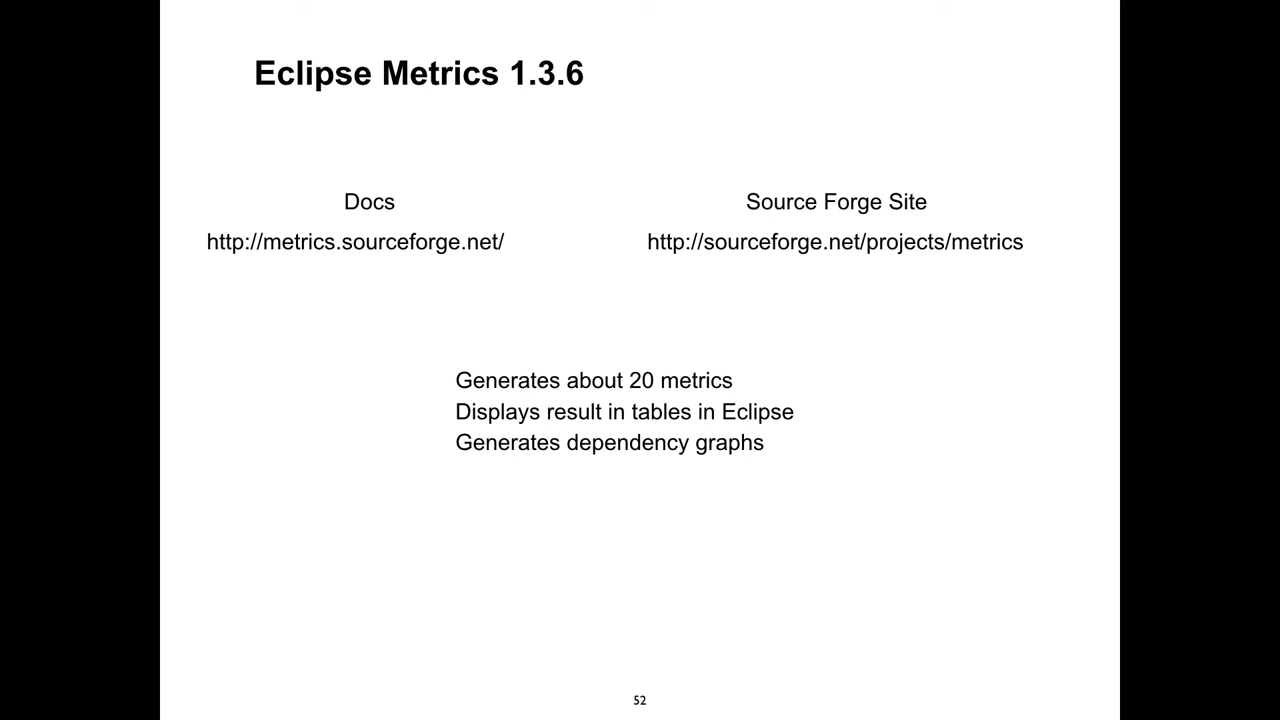 Eclipse Metrics 1.3.6
Docs
http://metrics.sourceforge.net/
Source Forge Site
http://sourceforge.net/projects/metrics
Generates about 20 metrics
Displays result in tables in Eclipse
Generates dependency graphs
52